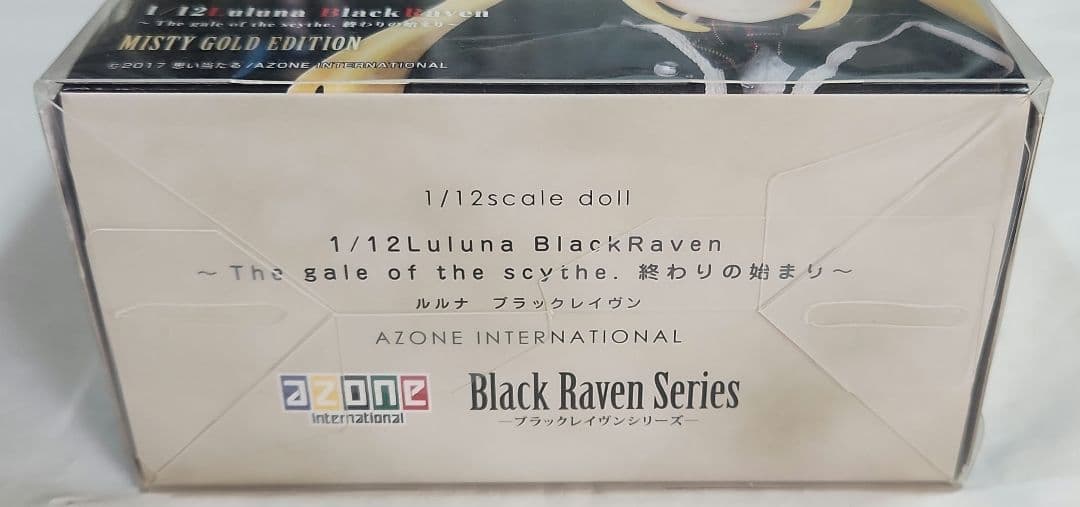 1/12Luluna BlackRaven
～The gale of the scythe. 終わりの始まり～
MISTY GOLD EDITION
©2017 思い当たる/AZONE INTERNATIONAL
1/12scale doll
1/12Luluna BlackRaven
～The gale of the scythe. 終わりの始まり～
ルルナ ブラックレイヴン
AZONE INTERNATIONAL
azone
international
Black Raven Series
—ブラックレイヴンシリーズ—